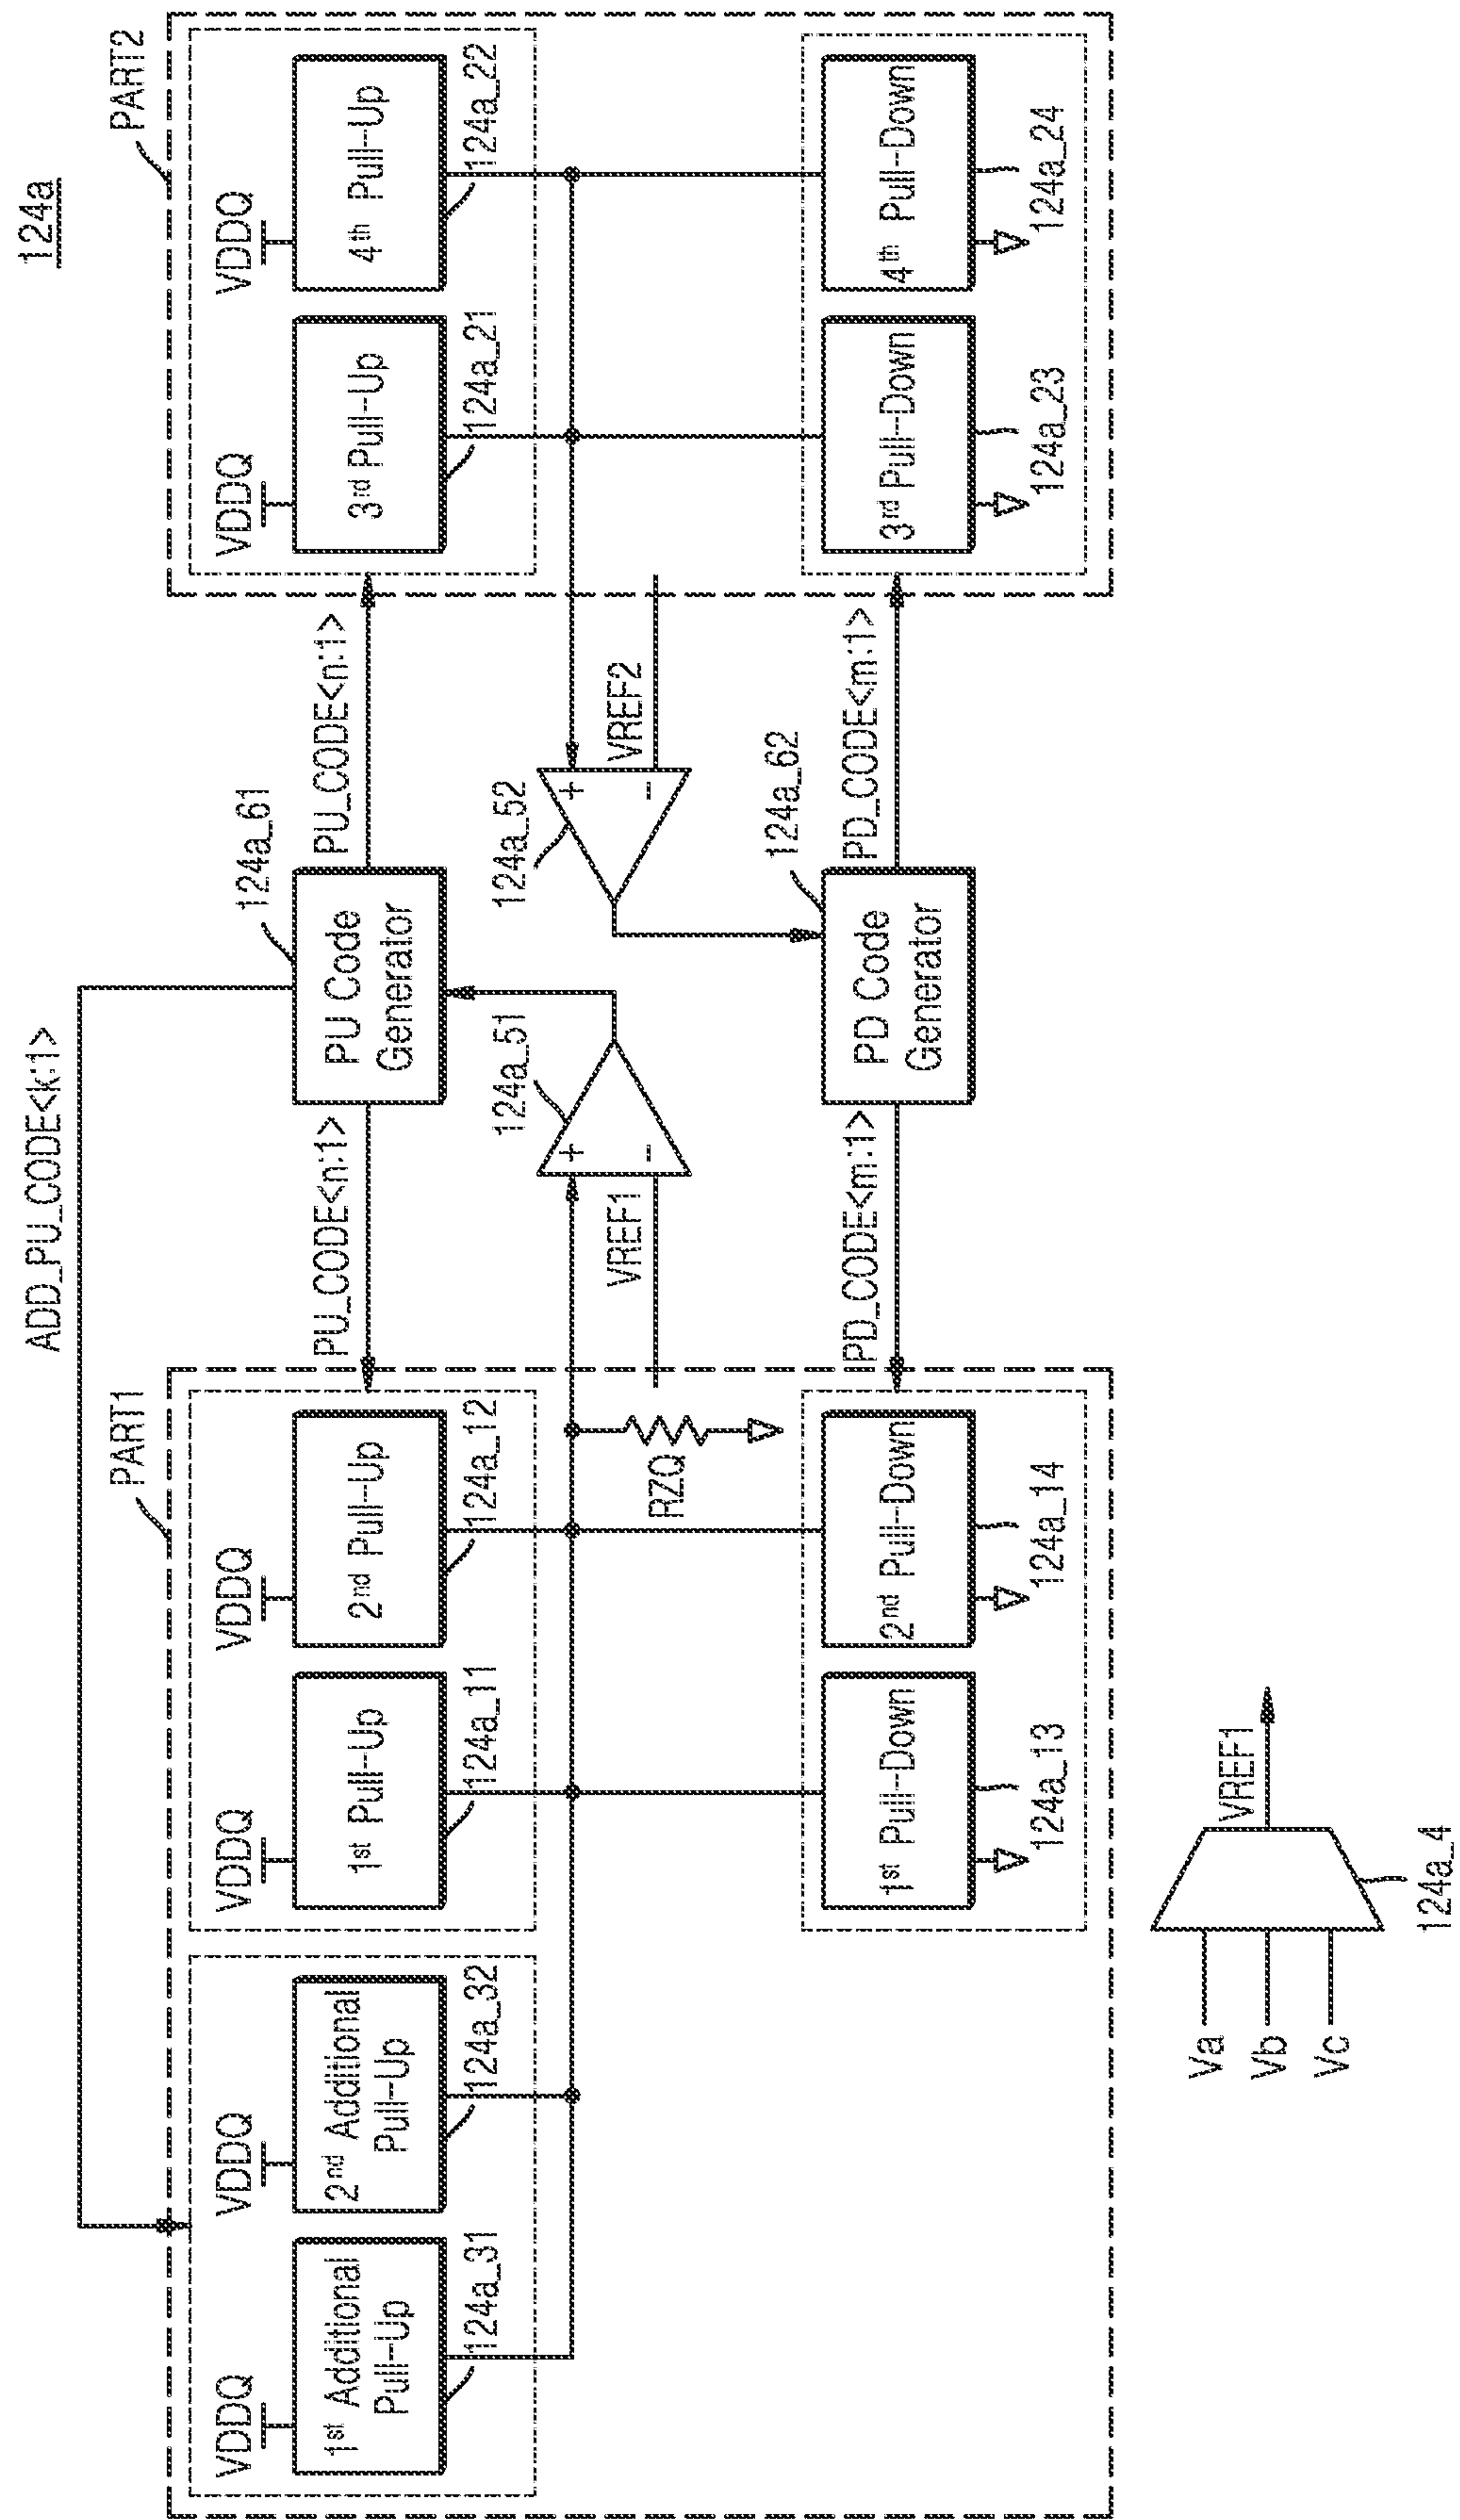 124a
ADD_PU_CODE<k:1>
PART1
PART2
VDDQ
VDDQ
VDDQ
VDDQ
VDDQ
VDDQ
1st Additional
Pull-Up
2nd Additional
Pull-Up
1st Pull-Up
2nd Pull-Up
3rd Pull-Up
4th Pull-Up
124a_31
124a_32
124a_11
124a_12
124a_21
124a_22
PU_CODE<n:1>
124a_61
PU Code
Generator
PU_CODE<n:1>
124a_51
+
-
VREF1
RZQ
124a_52
+
-
VREF2
PD_CODE<m:1>
124a_62
PD Code
Generator
PD_CODE<m:1>
1st Pull-Down
2nd Pull-Down
3rd Pull-Down
4th Pull-Down
124a_13
124a_14
124a_23
124a_24
Va
Vb
Vc
VREF1
124a_4